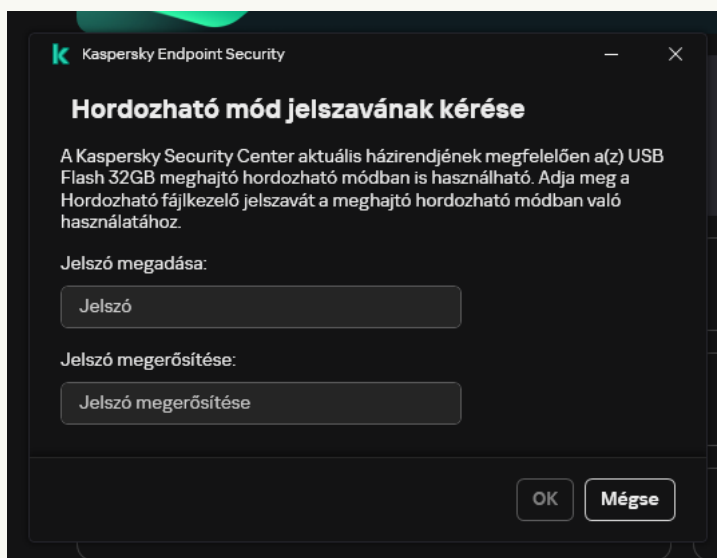 Kaspersky Endpoint Security
Hordozható mód jelszavának kérése
A Kaspersky Security Center aktuális házirendjének megfelelően a(z) USB
Flash 32GB meghajtó hordozható módban is használható. Adja meg a
Hordozható fájlkezelő jelszavát a meghajtó hordozható módban való
használatához.
Jelszó megadása:
Jelszó
Jelszó megerősítése:
Jelszó megerősítése
OK
Mégse